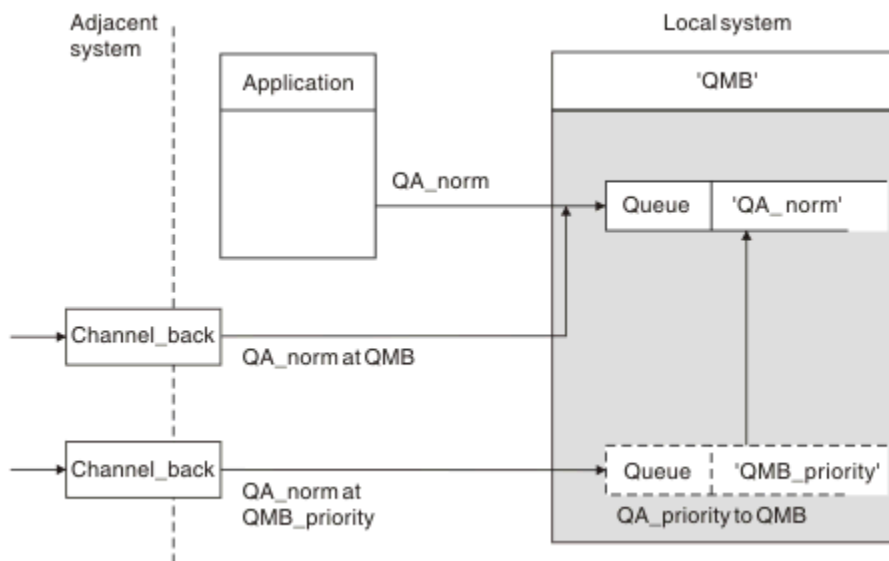 Adjacent
system
Local system
Application
'QMB'
QA_norm
Queue
'QA_norm'
Channel_back
QA_norm at QMB
Channel_back
QA_norm at
QMB_priority
Queue
'QMB_priority'
QA_priority to QMB